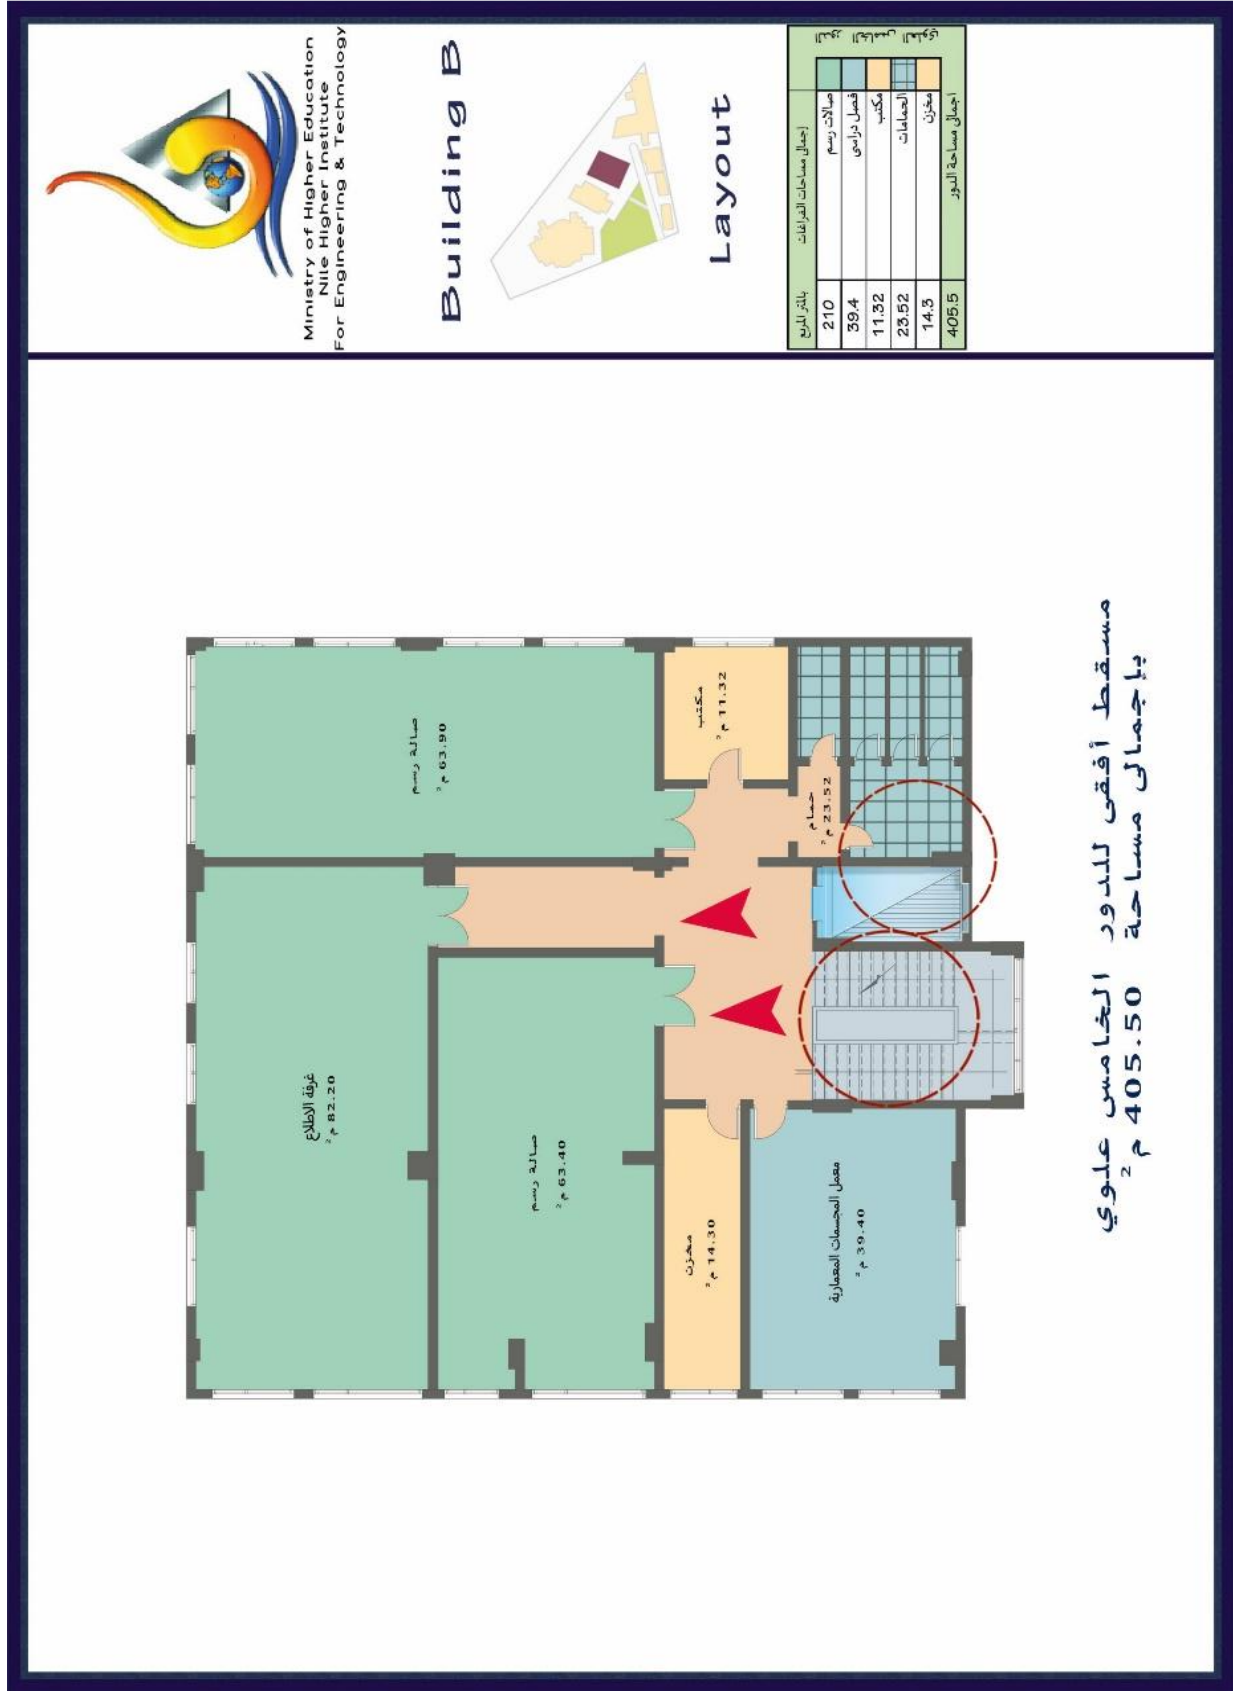 Ministry of Higher Education
Nile Higher Institute
For Engineering & Technology
Building B
Layout
الدور الخامس العلوي
إجمالى مساحات الفراغات بالمتر المربع
صالات رسم 210
فصل دراسى 39.4
مكتب 11.32
الحمامات 23.52
مخزن 14.3
اجمالى مساحة الدور 405.5
صالة رسم
63.90 م²
مكتب
11.32 م²
حمام
23.52 م²
غرفة الاطلاع
82.20 م²
صالة رسم
63.40 م²
مخزن
14.30 م²
معمل المجسمات المعمارية
39.40 م²
مسقط أفقى للدور الخامس علوي
بإجمالى مساحة 405.50 م²